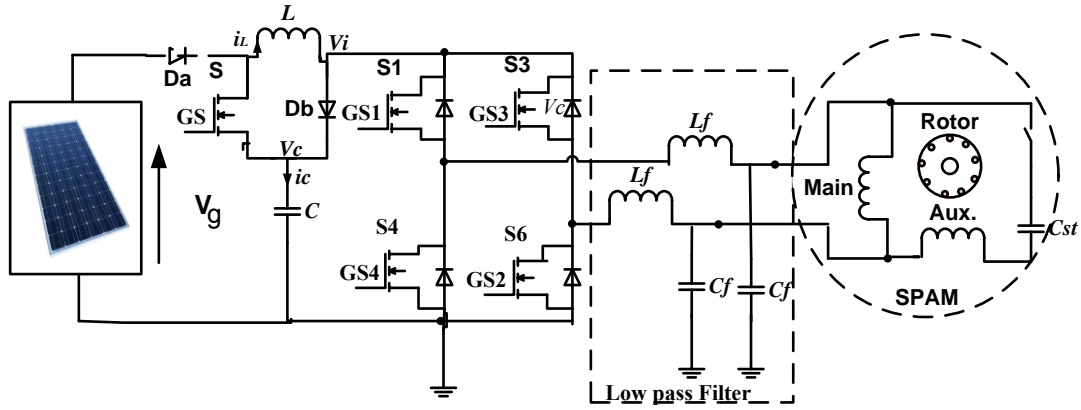 L
iL
Vi
Da
S
S1
S3
GS
Db
GS1
GS3
Vc
Vc
ic
C
Vg
Lf
Lf
Rotor
Main
Aux.
Cst
S4
S6
GS4
GS2
Cf
Cf
SPAM
Low pass Filter